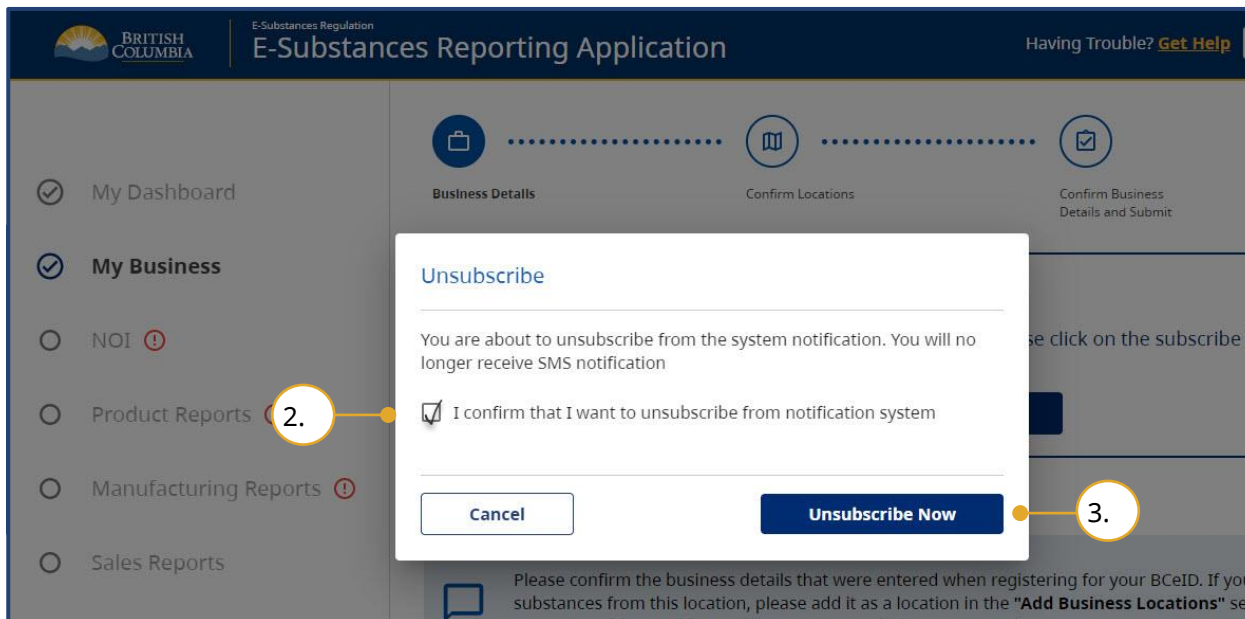 BRITISH
COLUMBIA
E-Substances Regulation
E-Substances Reporting Application
Having Trouble? Get Help
My Dashboard
My Business
NOI
Product Reports
Manufacturing Reports
Sales Reports
Business Details
Confirm Locations
Confirm Business
Details and Submit
click on the subscribe
Unsubscribe
You are about to unsubscribe from the system notification. You will no
longer receive SMS notification
2.
I confirm that I want to unsubscribe from notification system
Cancel
Unsubscribe Now
3.
Please confirm the business details that were entered when registering for your BCeID. If
substances from this location, please add it as a location in the "Add Business Locations"